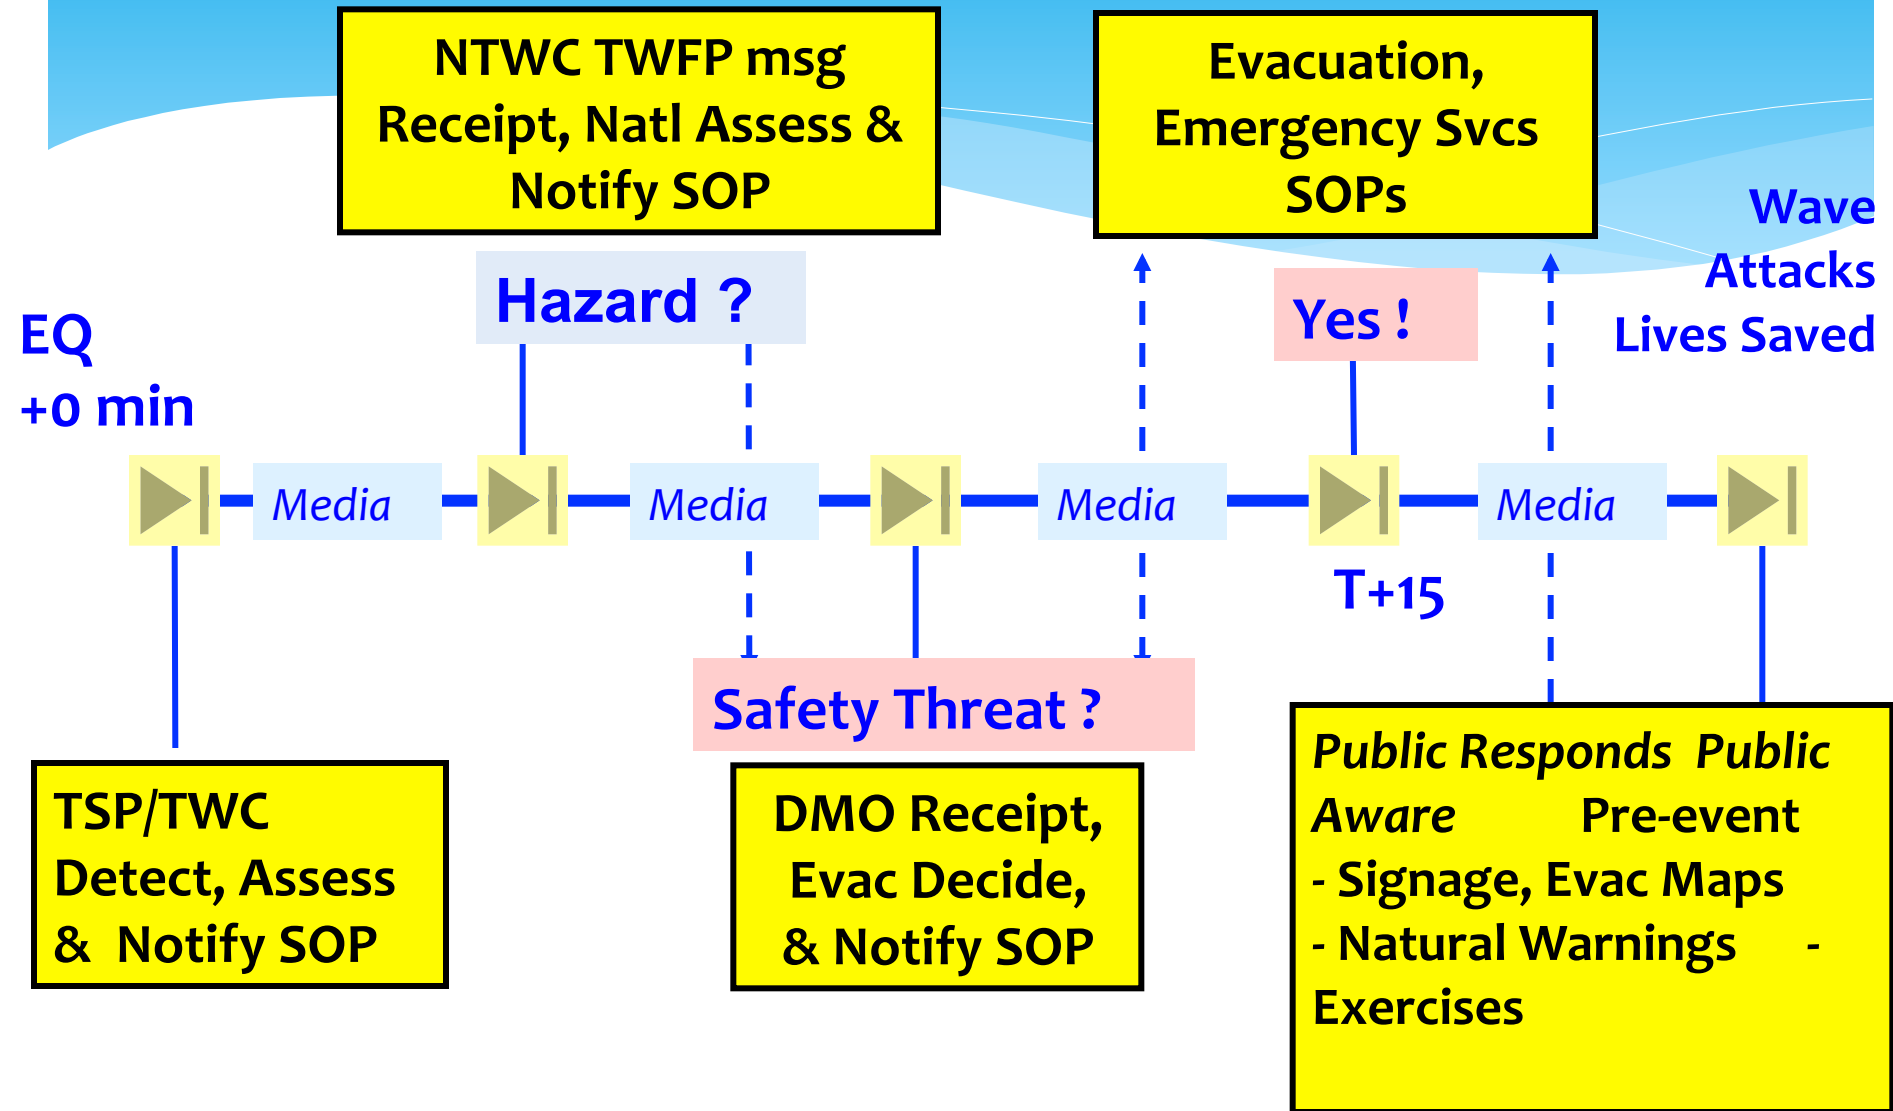 NTWC TWFP msg
Receipt, Natl Assess &
Notify SOP
Evacuation,
Emergency Svcs
SOPs
Wave
Attacks
Lives Saved
Hazard ?
Yes !
EQ
+0 min
Media
Media
Media
Media
T+15
Safety Threat ?
TSP/TWC
Detect, Assess
& Notify SOP
DMO Receipt,
Evac Decide,
& Notify SOP
Public Responds Public
Aware Pre-event
- Signage, Evac Maps
- Natural Warnings -
Exercises